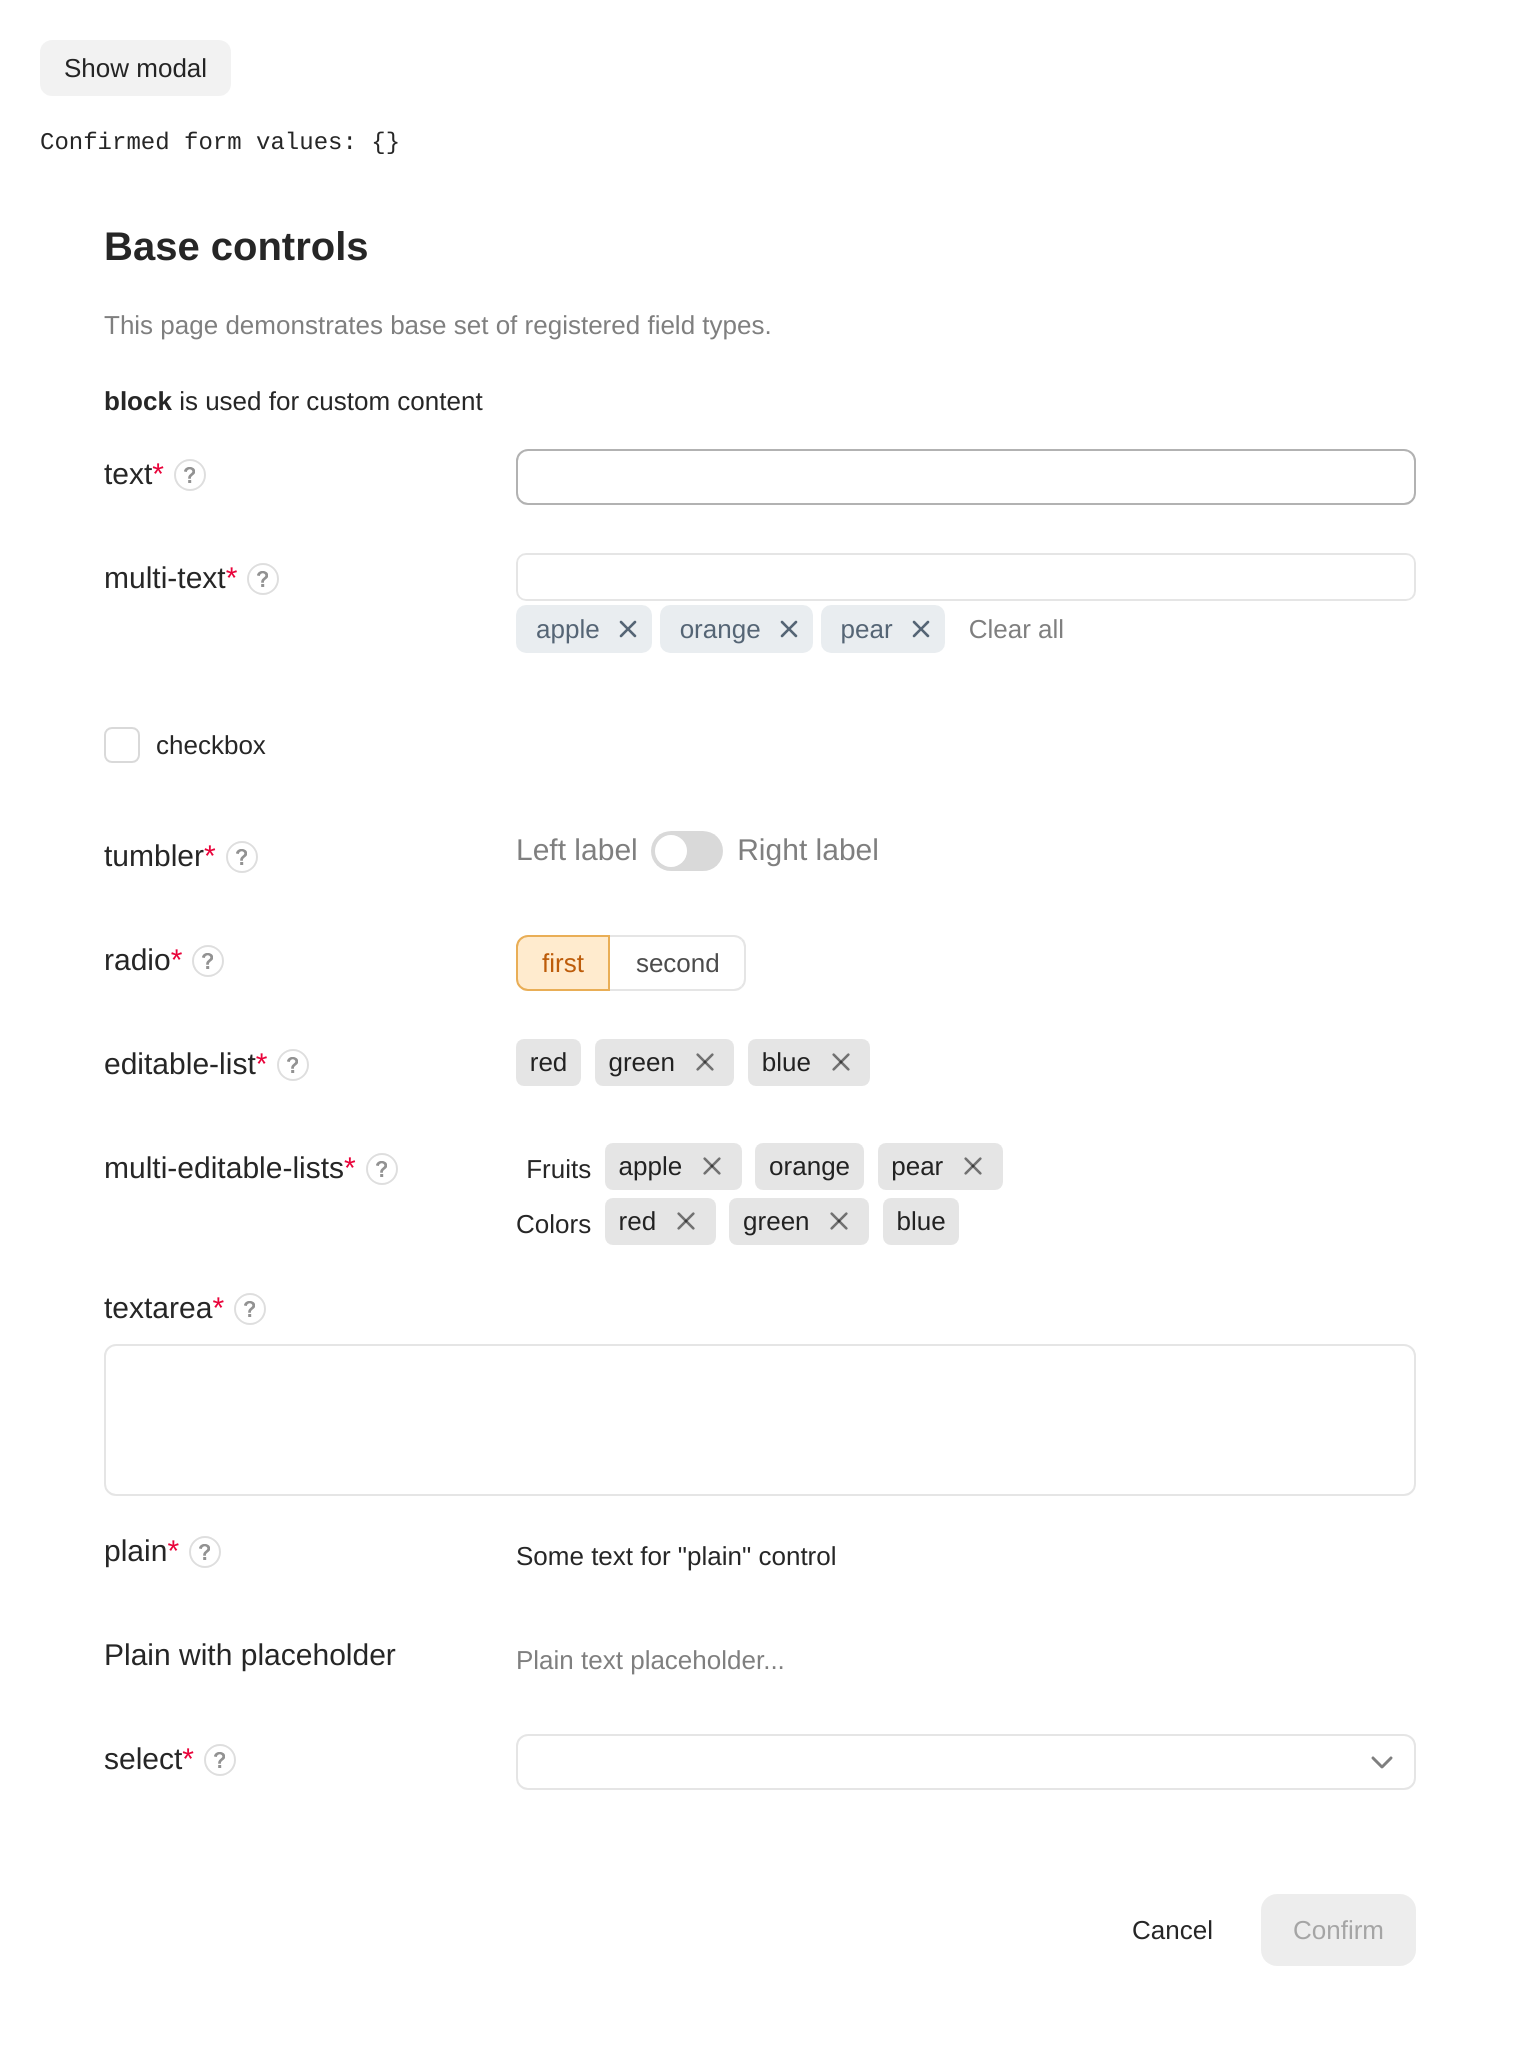 Show modal
Confirmed form values: {}
Base controls
This page demonstrates base set of registered field types.
block is used for custom content
text* ?
multi-text* ?
apple orange pear Clear all
checkbox
tumbler* ? Left label Right label
radio* ? first second
editable-list* ? red green blue
multi-editable-lists* ? Fruits apple orange pear
Colors red green blue
textarea* ?
plain* ? Some text for "plain" control
Plain with placeholder Plain text placeholder...
select* ?
Cancel Confirm